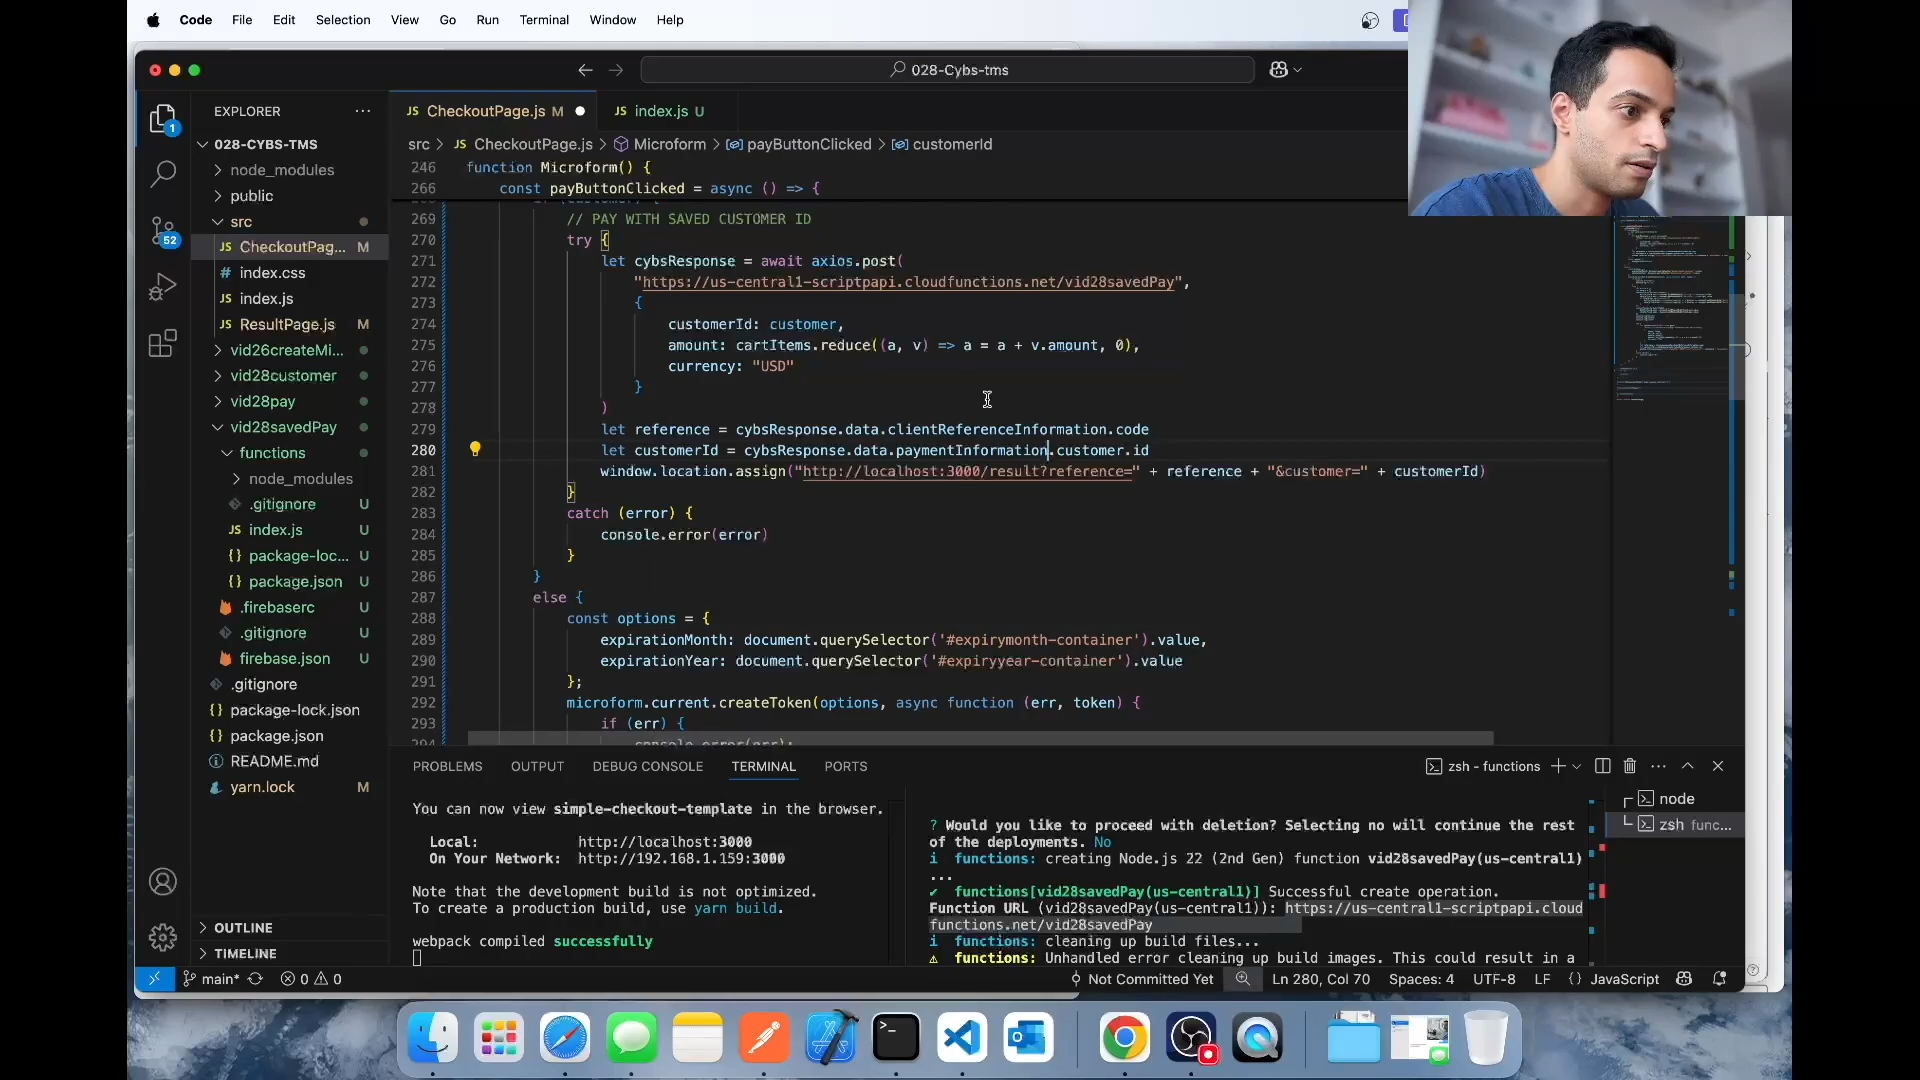 Code File Edit Selection View Go Run Terminal Window Help
028-Cybs-tms
EXPLORER
028-CYBS-TMS
node_modules
public
src
CheckoutPag... M
index.css
index.js
ResultPage.js M
vid26createMi...
vid28customer
vid28pay
vid28savedPay
functions
node_modules
.gitignore U
index.js U
package-loc... U
package.json U
.firebaserc U
.gitignore U
firebase.json U
.gitignore
package-lock.json
package.json
README.md
yarn.lock M
OUTLINE
TIMELINE
1
52
JS CheckoutPage.js M
JS index.js U
src > JS CheckoutPage.js > Microform > payButtonClicked > customerId
246 function Microform() {
266 const payButtonClicked = async () => {
269 // PAY WITH SAVED CUSTOMER ID
270 try {
271 let cybsResponse = await axios.post(
272 "https://us-central1-scriptpapi.cloudfunctions.net/vid28savedPay",
273 {
274 customerId: customer,
275 amount: cartItems.reduce((a, v) => a = a + v.amount, 0),
276 currency: "USD"
277 }
278 )
279 let reference = cybsResponse.data.clientReferenceInformation.code
280 let customerId = cybsResponse.data.paymentInformation.customer.id
281 window.location.assign("http://localhost:3000/result?reference=" + reference + "&customer=" + customerId)
282 }
283 catch (error) {
284 console.error(error)
285 }
286 }
287 else {
288 const options = {
289 expirationMonth: document.querySelector('#expirymonth-container').value,
290 expirationYear: document.querySelector('#expiryyear-container').value
291 };
292 microform.current.createToken(options, async function (err, token) {
293 if (err) {
294 console.error(err);
PROBLEMS OUTPUT DEBUG CONSOLE TERMINAL PORTS
zsh - functions
You can now view simple-checkout-template in the browser.
Local: http://localhost:3000
On Your Network: http://192.168.1.159:3000
Note that the development build is not optimized.
To create a production build, use yarn build.
webpack compiled successfully
? Would you like to proceed with deletion? Selecting no will continue the rest
of the deployments. No
i functions: creating Node.js 22 (2nd Gen) function vid28savedPay(us-central1)
...
✔ functions[vid28savedPay(us-central1)] Successful create operation.
Function URL (vid28savedPay(us-central1)): https://us-central1-scriptpapi.cloud
functions.net/vid28savedPay
i functions: cleaning up build files...
⚠ functions: Unhandled error cleaning up build images. This could result in a
node
zsh func...
main* 0 0
Not Committed Yet Ln 280, Col 70 Spaces: 4 UTF-8 LF {} JavaScript